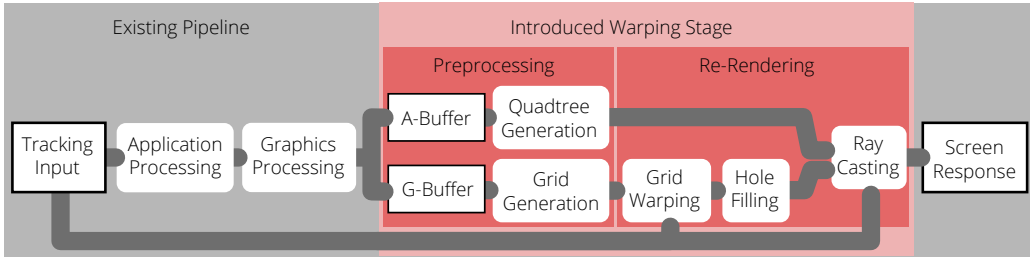 Existing Pipeline
Introduced Warping Stage
Preprocessing
Re-Rendering
Tracking
Input
Application
Processing
Graphics
Processing
A-Buffer
Quadtree
Generation
G-Buffer
Grid
Generation
Grid
Warping
Hole
Filling
Ray
Casting
Screen
Response